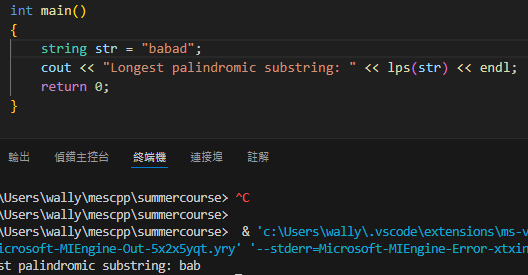 int main()
{
string str = "babad";
cout << "Longest palindromic substring: " << lps(str) << endl;
return 0;
}
輸出 偵錯主控台 終端機 連接埠 註解
\Users\wally\mescpp\summercourse> ^C
\Users\wally\mescpp\summercourse>
\Users\wally\mescpp\summercourse> & 'c:\Users\wally\.vscode\extensions\ms-v
icrosoft-MIEngine-Out-5x2x5yqt.yry' '--stderr=Microsoft-MIEngine-Error-xtxin
est palindromic substring: bab